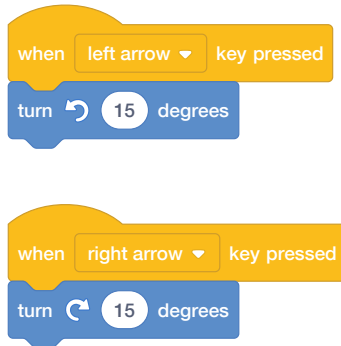 when left arrow key pressed
turn 15 degrees
when right arrow key pressed
turn 15 degrees